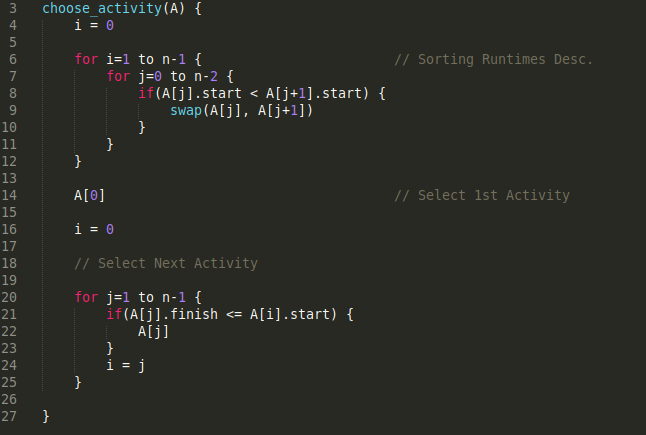 3 choose_activity(A) {
4     i = 0
5
6     for i=1 to n-1 {                        // Sorting Runtimes Desc.
7         for j=0 to n-2 {
8             if(A[j].start < A[j+1].start) {
9                 swap(A[j], A[j+1])
10             }
11         }
12     }
13
14     A[0]                                    // Select 1st Activity
15
16     i = 0
17
18     // Select Next Activity
19
20     for j=1 to n-1 {
21         if(A[j].finish <= A[i].start) {
22             A[j]
23         }
24         i = j
25     }
26
27 }